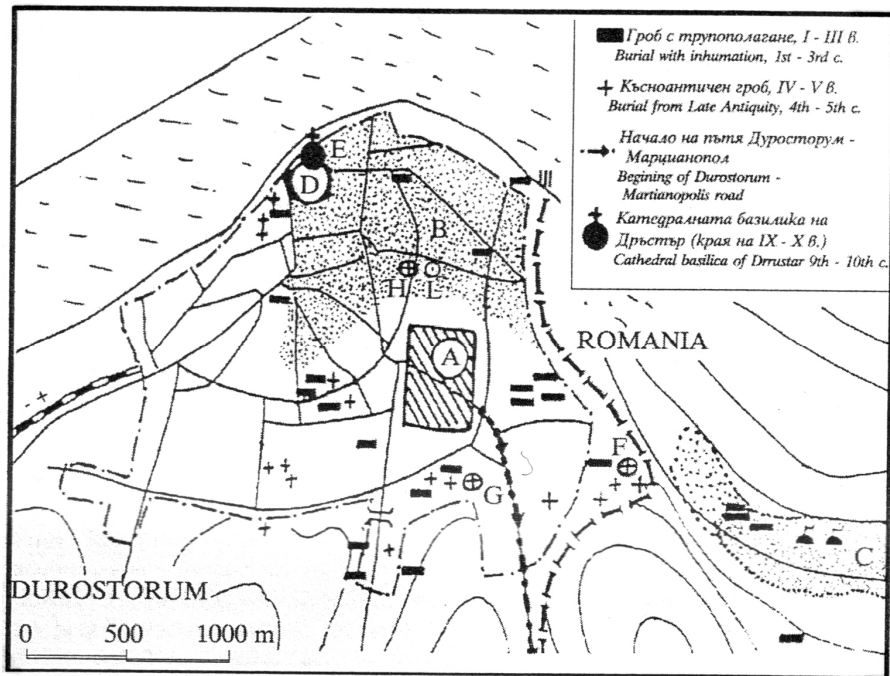 Гроб с трупополагане, I - III в.
Burial with inhumation, 1st - 3rd c.
Късноантичен гроб, IV - V в.
Burial from Late Antiquity, 4th - 5th c.
Начало на пътя Дуросторум -
Марцианопол
Begining of Durostorum -
Martianopolis road
Катедралната базилика на
Дръстър (края на IX - X в.)
Cathedral basilica of Drrustar 9th - 10th c.
E
D
B
H
L
ROMANIA
A
F
G
C
DUROSTORUM
0 500 1000 m